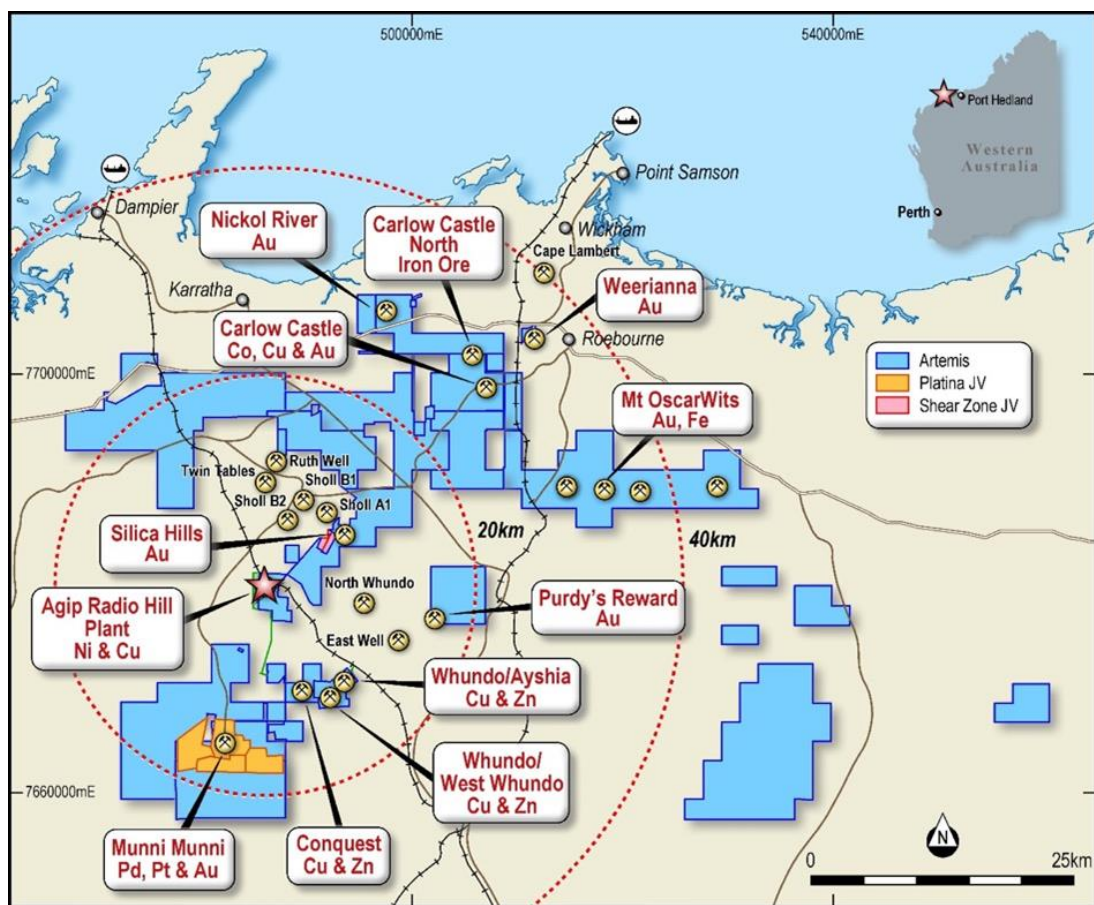 500000mE
540000mE
Port Hedland
Western
Australia
Perth
Point Samson
Dampier
Wickham
Nickol River
Au
Carlow Castle
North
Iron Ore
Cape Lambert
Weerianna
Au
Karratha
Carlow Castle
Co, Cu & Au
Roebourne
7700000mE
Artemis
Platina JV
Shear Zone JV
Mt OscarWits
Au, Fe
Ruth Well
Twin Tables
Sholl B1
Sholl B2
Sholl A1
Silica Hills
Au
20km
40km
North Whundo
Agip Radio Hill
Plant
Ni & Cu
Purdy's Reward
Au
East Well
Whundo/Ayshia
Cu & Zn
Whundo/
West Whundo
Cu & Zn
7660000mE
Munni Munni
Pd, Pt & Au
Conquest
Cu & Zn
N
0
25km